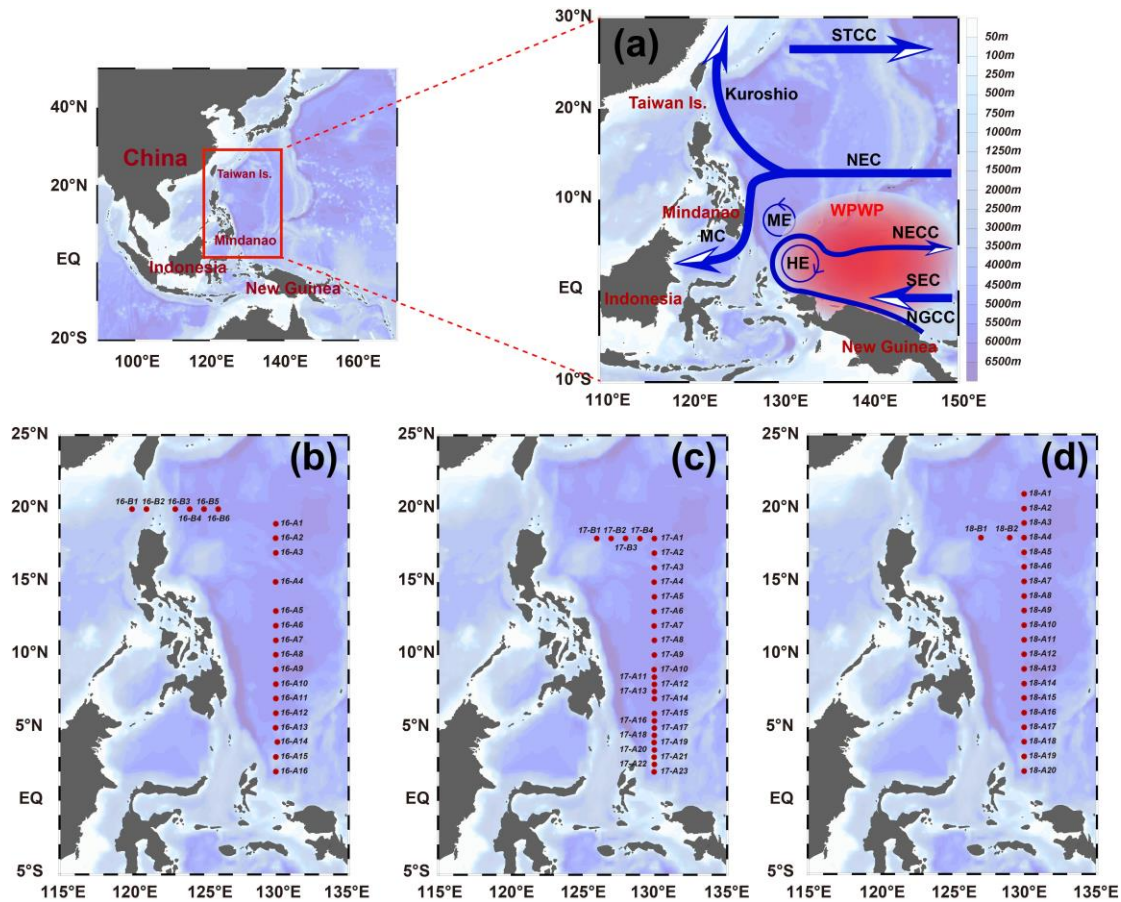 40°N
20°N
EQ
20°S
100°E
120°E
140°E
160°E
China
Taiwan Is.
Mindanao
Indonesia
New Guinea
(a)
30°N
20°N
10°N
EQ
10°S
110°E
120°E
130°E
140°E
150°E
STCC
Kuroshio
Taiwan Is.
NEC
Mindanao
ME
WPWP
MC
NECC
HE
SEC
Indonesia
NGCC
New Guinea
50m
100m
250m
500m
750m
1000m
1250m
1500m
2000m
2500m
3000m
3500m
4000m
4500m
5000m
5500m
6000m
6500m
(b)
25°N
20°N
15°N
10°N
5°N
EQ
5°S
115°E
120°E
125°E
130°E
135°E
16-B1
16-B2
16-B3
16-B5
16-B4
16-B6
16-A1
16-A2
16-A3
16-A4
16-A5
16-A6
16-A7
16-A8
16-A9
16-A10
16-A11
16-A12
16-A13
16-A14
16-A15
16-A16
(c)
25°N
20°N
15°N
10°N
5°N
EQ
5°S
115°E
120°E
125°E
130°E
135°E
17-B1
17-B2
17-B4
17-B3
17-A1
17-A2
17-A3
17-A4
17-A5
17-A6
17-A7
17-A8
17-A9
17-A10
17-A11
17-A12
17-A13
17-A14
17-A15
17-A16
17-A17
17-A18
17-A19
17-A20
17-A21
17-A22
17-A23
(d)
25°N
20°N
15°N
10°N
5°N
EQ
5°S
115°E
120°E
125°E
130°E
135°E
18-B1
18-B2
18-A1
18-A2
18-A3
18-A4
18-A5
18-A6
18-A7
18-A8
18-A9
18-A10
18-A11
18-A12
18-A13
18-A14
18-A15
18-A16
18-A17
18-A18
18-A19
18-A20